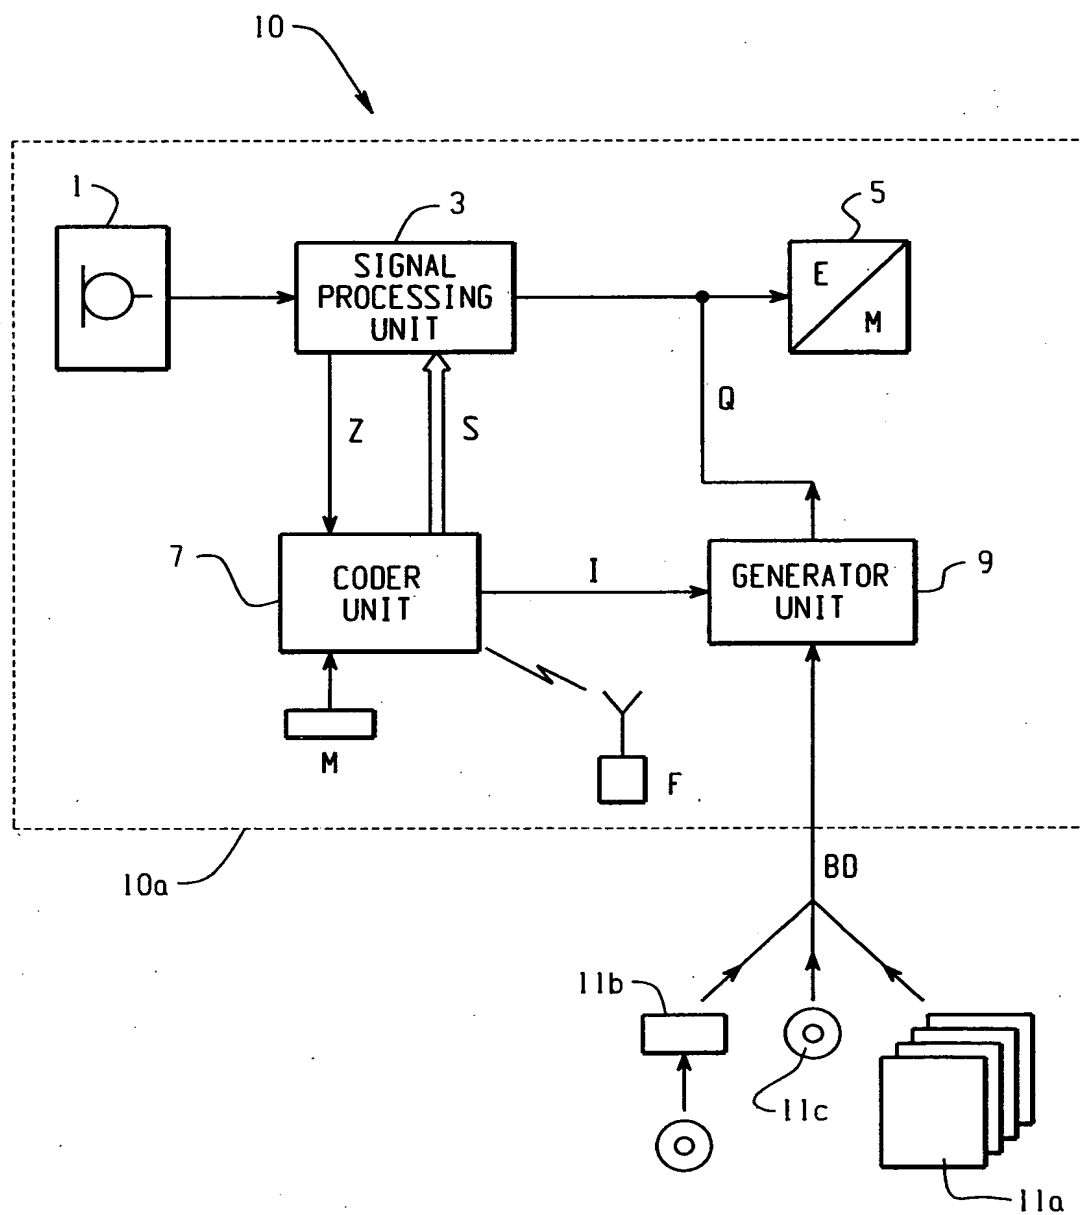 10
1
3
5
SIGNAL
PROCESSING
UNIT
E
M
Z
S
Q
7
CODER
UNIT
I
GENERATOR
UNIT
9
M
F
10a
BD
11b
11c
11a